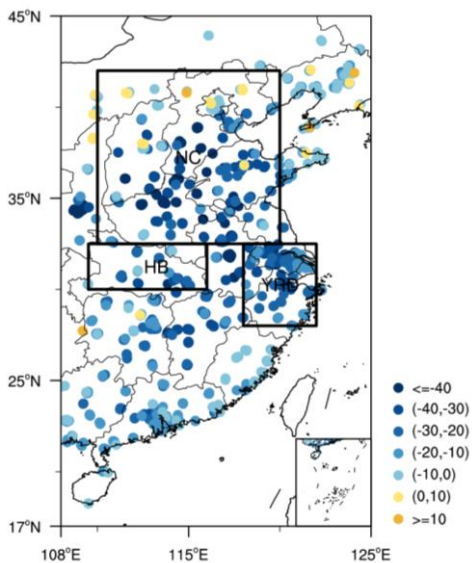 45°N
NC
35°N
HB
YRD
25°N
<=-40
(-40,-30)
(-30,-20)
(-20,-10)
(-10,0)
(0,10)
>=10
17°N
108°E
115°E
125°E